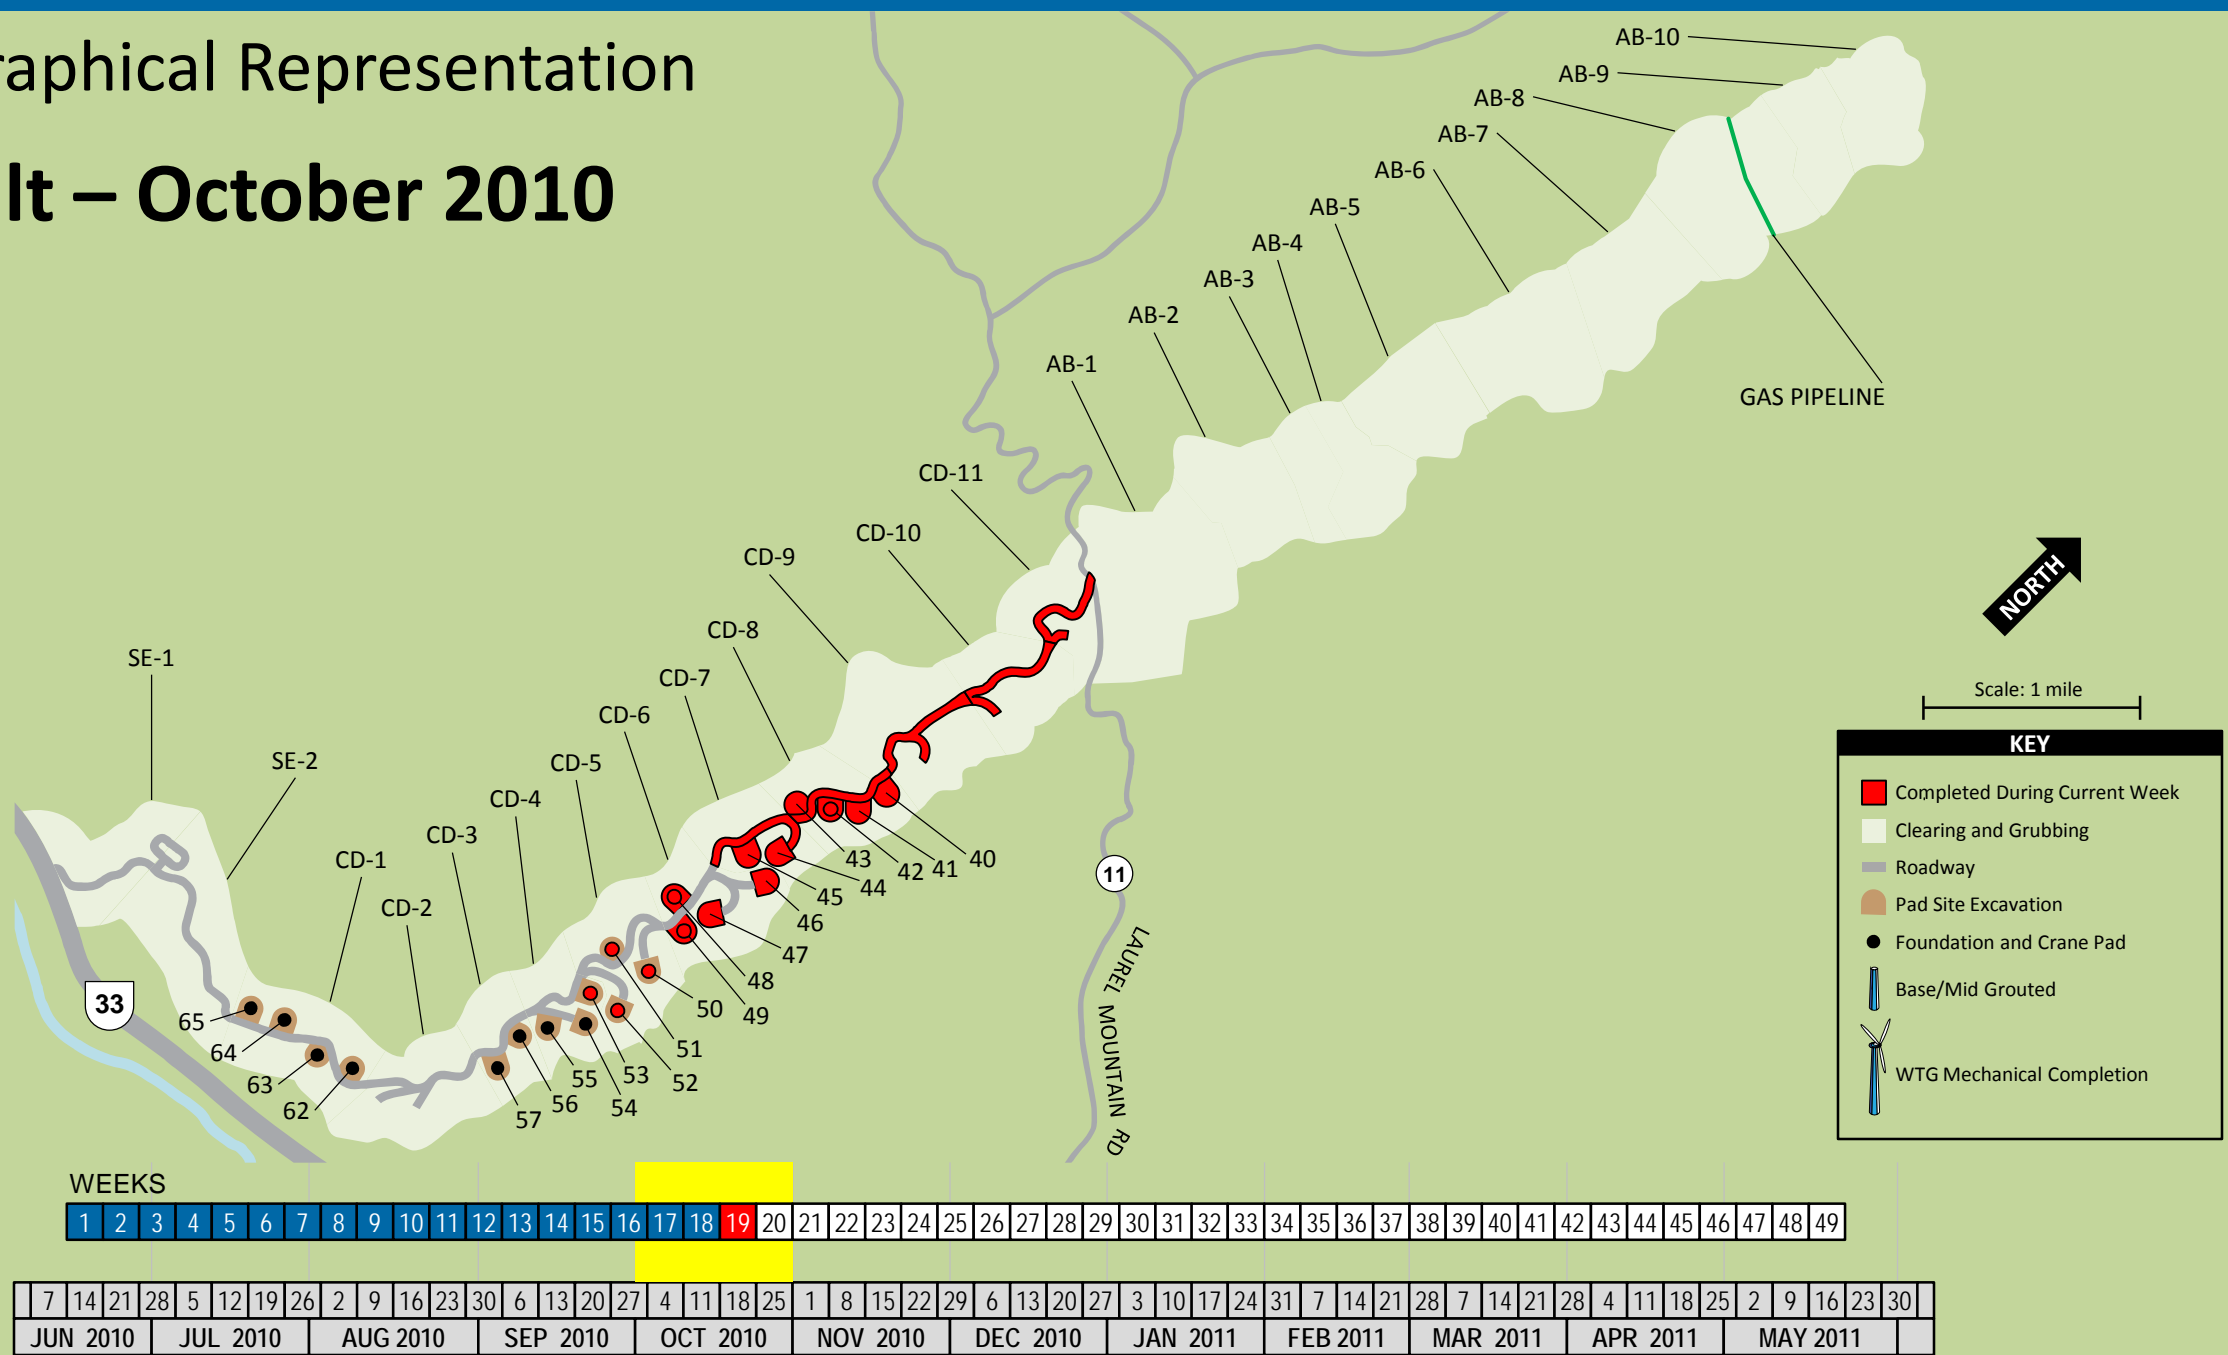 raphical Representation
lt – October 2010
AB-10
AB-9
AB-8
AB-7
AB-6
AB-5
AB-4
AB-3
AB-2
AB-1
GAS PIPELINE
CD-11
CD-10
CD-9
CD-8
CD-7
CD-6
CD-5
CD-4
CD-3
CD-2
CD-1
SE-2
SE-1
NORTH
Scale: 1 mile
KEY
Completed During Current Week
Clearing and Grubbing
Roadway
Pad Site Excavation
Foundation and Crane Pad
Base/Mid Grouted
WTG Mechanical Completion
40
41
42
43
44
45
46
47
48
49
50
51
52
53
54
55
56
57
62
63
64
65
33
11
LAUREL MOUNTAIN RD
WEEKS
1 2 3 4 5 6 7 8 9 10 11 12 13 14 15 16 17 18 19 20 21 22 23 24 25 26 27 28 29 30 31 32 33 34 35 36 37 38 39 40 41 42 43 44 45 46 47 48 49
7 14 21 28 5 12 19 26 2 9 16 23 30 6 13 20 27 4 11 18 25 1 8 15 22 29 6 13 20 27 3 10 17 24 31 7 14 21 28 7 14 21 28 4 11 18 25 2 9 16 23 30
JUN 2010 JUL 2010 AUG 2010 SEP 2010 OCT 2010 NOV 2010 DEC 2010 JAN 2011 FEB 2011 MAR 2011 APR 2011 MAY 2011